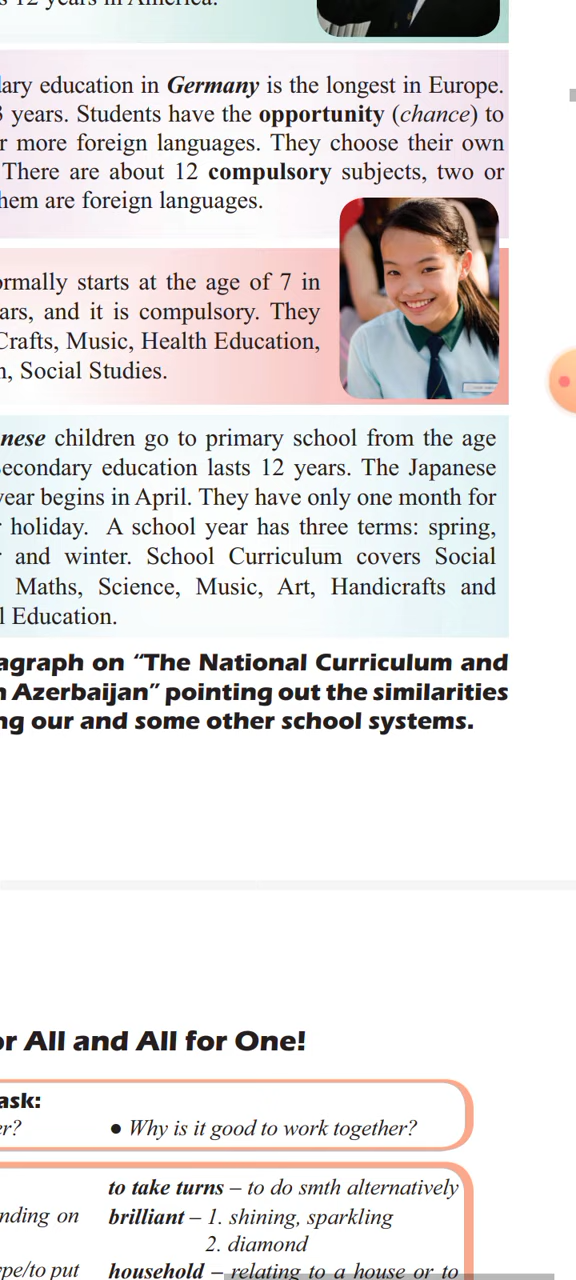 s 12 years in America.
ary education in Germany is the longest in Europe.
3 years. Students have the opportunity (chance) to
r more foreign languages. They choose their own
There are about 12 compulsory subjects, two or
hem are foreign languages.
ormally starts at the age of 7 in
ars, and it is compulsory. They
Crafts, Music, Health Education,
n, Social Studies.
nese children go to primary school from the age
econdary education lasts 12 years. The Japanese
year begins in April. They have only one month for
r holiday. A school year has three terms: spring,
r and winter. School Curriculum covers Social
Maths, Science, Music, Art, Handicrafts and
l Education.
agraph on “The National Curriculum and
n Azerbaijan” pointing out the similarities
ng our and some other school systems.
or All and All for One!
ask:
er? ● Why is it good to work together?
to take turns – to do smth alternatively
nding on brilliant – 1. shining, sparkling
2. diamond
ype/to put household – relating to a house or to